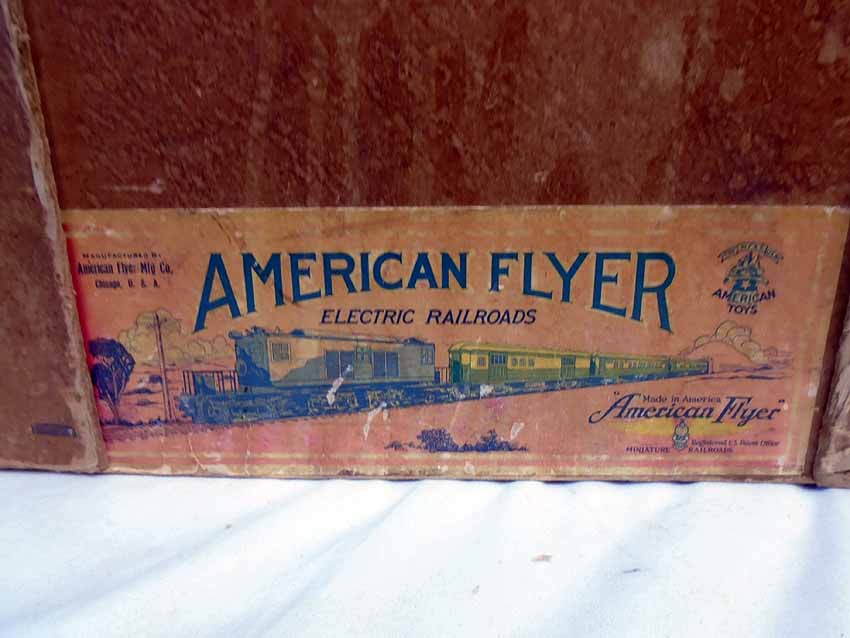 MANUFACTURED BY
American Flyer Mfg Co.
Chicago, U. S. A.
AMERICAN FLYER
ELECTRIC RAILROADS
AMERICAN
TOYS
Made in America
"American Flyer"
Registered U.S. Patent Office
MINIATURE RAILROADS